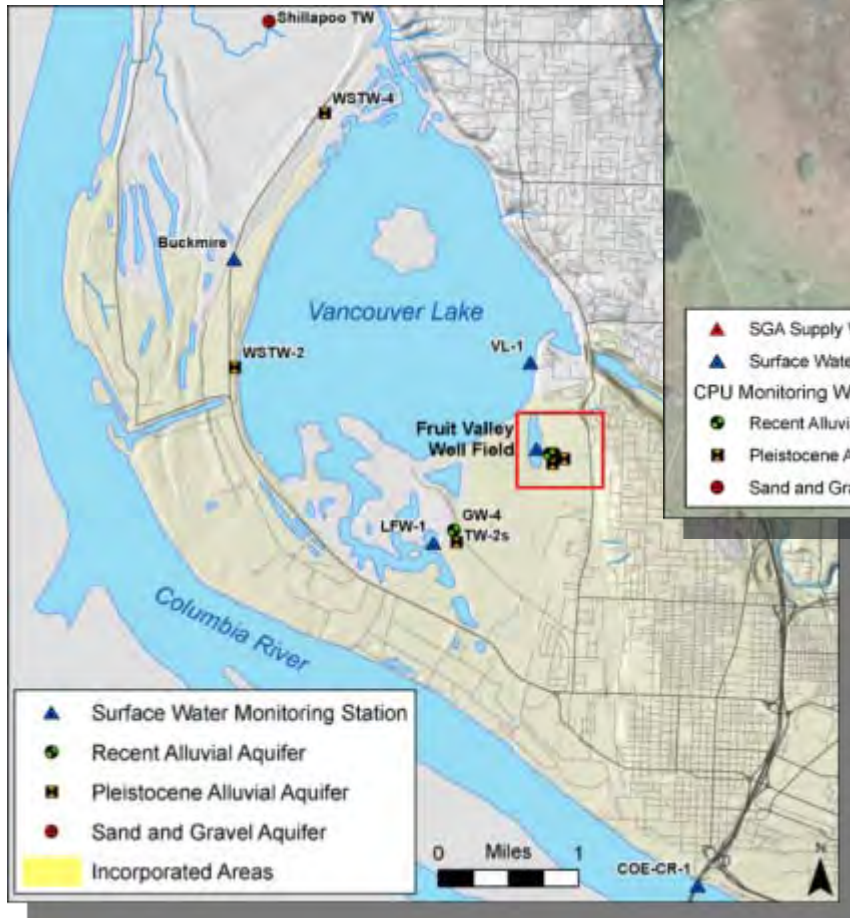 Shillapoo TW
WSTW-4
Buckmire
Vancouver Lake
WSTW-2
VL-1
Fruit Valley
Well Field
GW-4
LFW-1
TW-2s
Columbia River
Surface Water Monitoring Station
Recent Alluvial Aquifer
Pleistocene Alluvial Aquifer
Sand and Gravel Aquifer
Incorporated Areas
0 Miles 1
COE-CR-1
N
SGA Supply
Surface Wate
CPU Monitoring W
Recent Alluvi
Pleistocene A
Sand and Gra